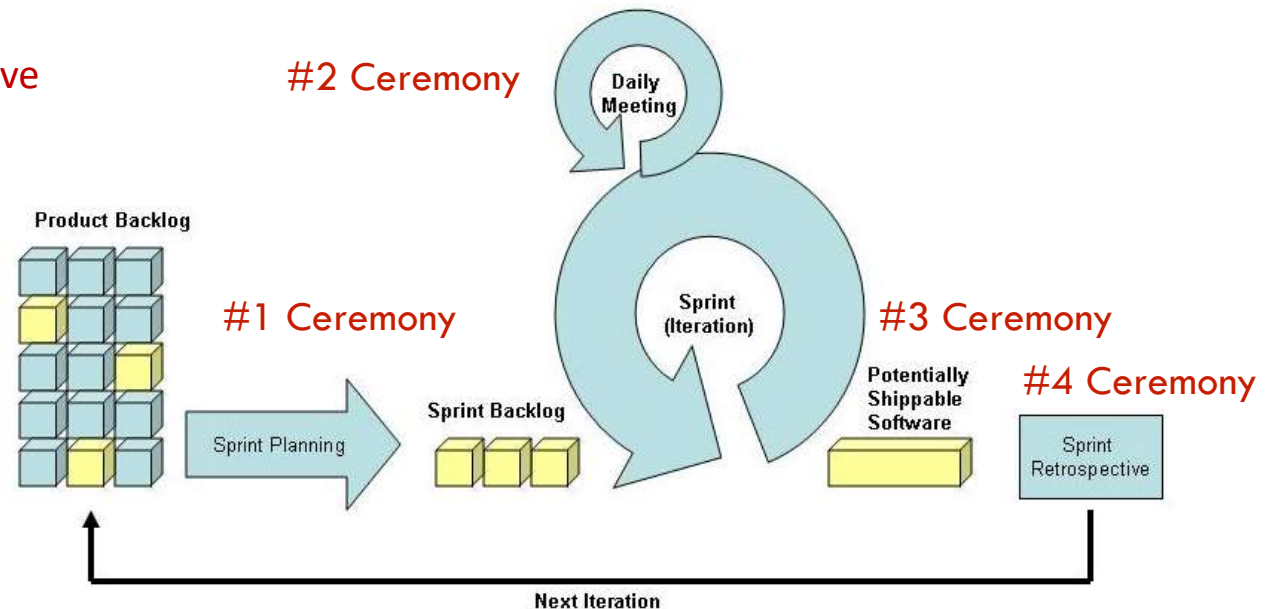 ve
#2 Ceremony
Daily
Meeting
Product Backlog
#1 Ceremony
Sprint
(Iteration)
#3 Ceremony
Potentially
Shippable
Software
#4 Ceremony
Sprint Backlog
Sprint Planning
Sprint
Retrospective
Next Iteration